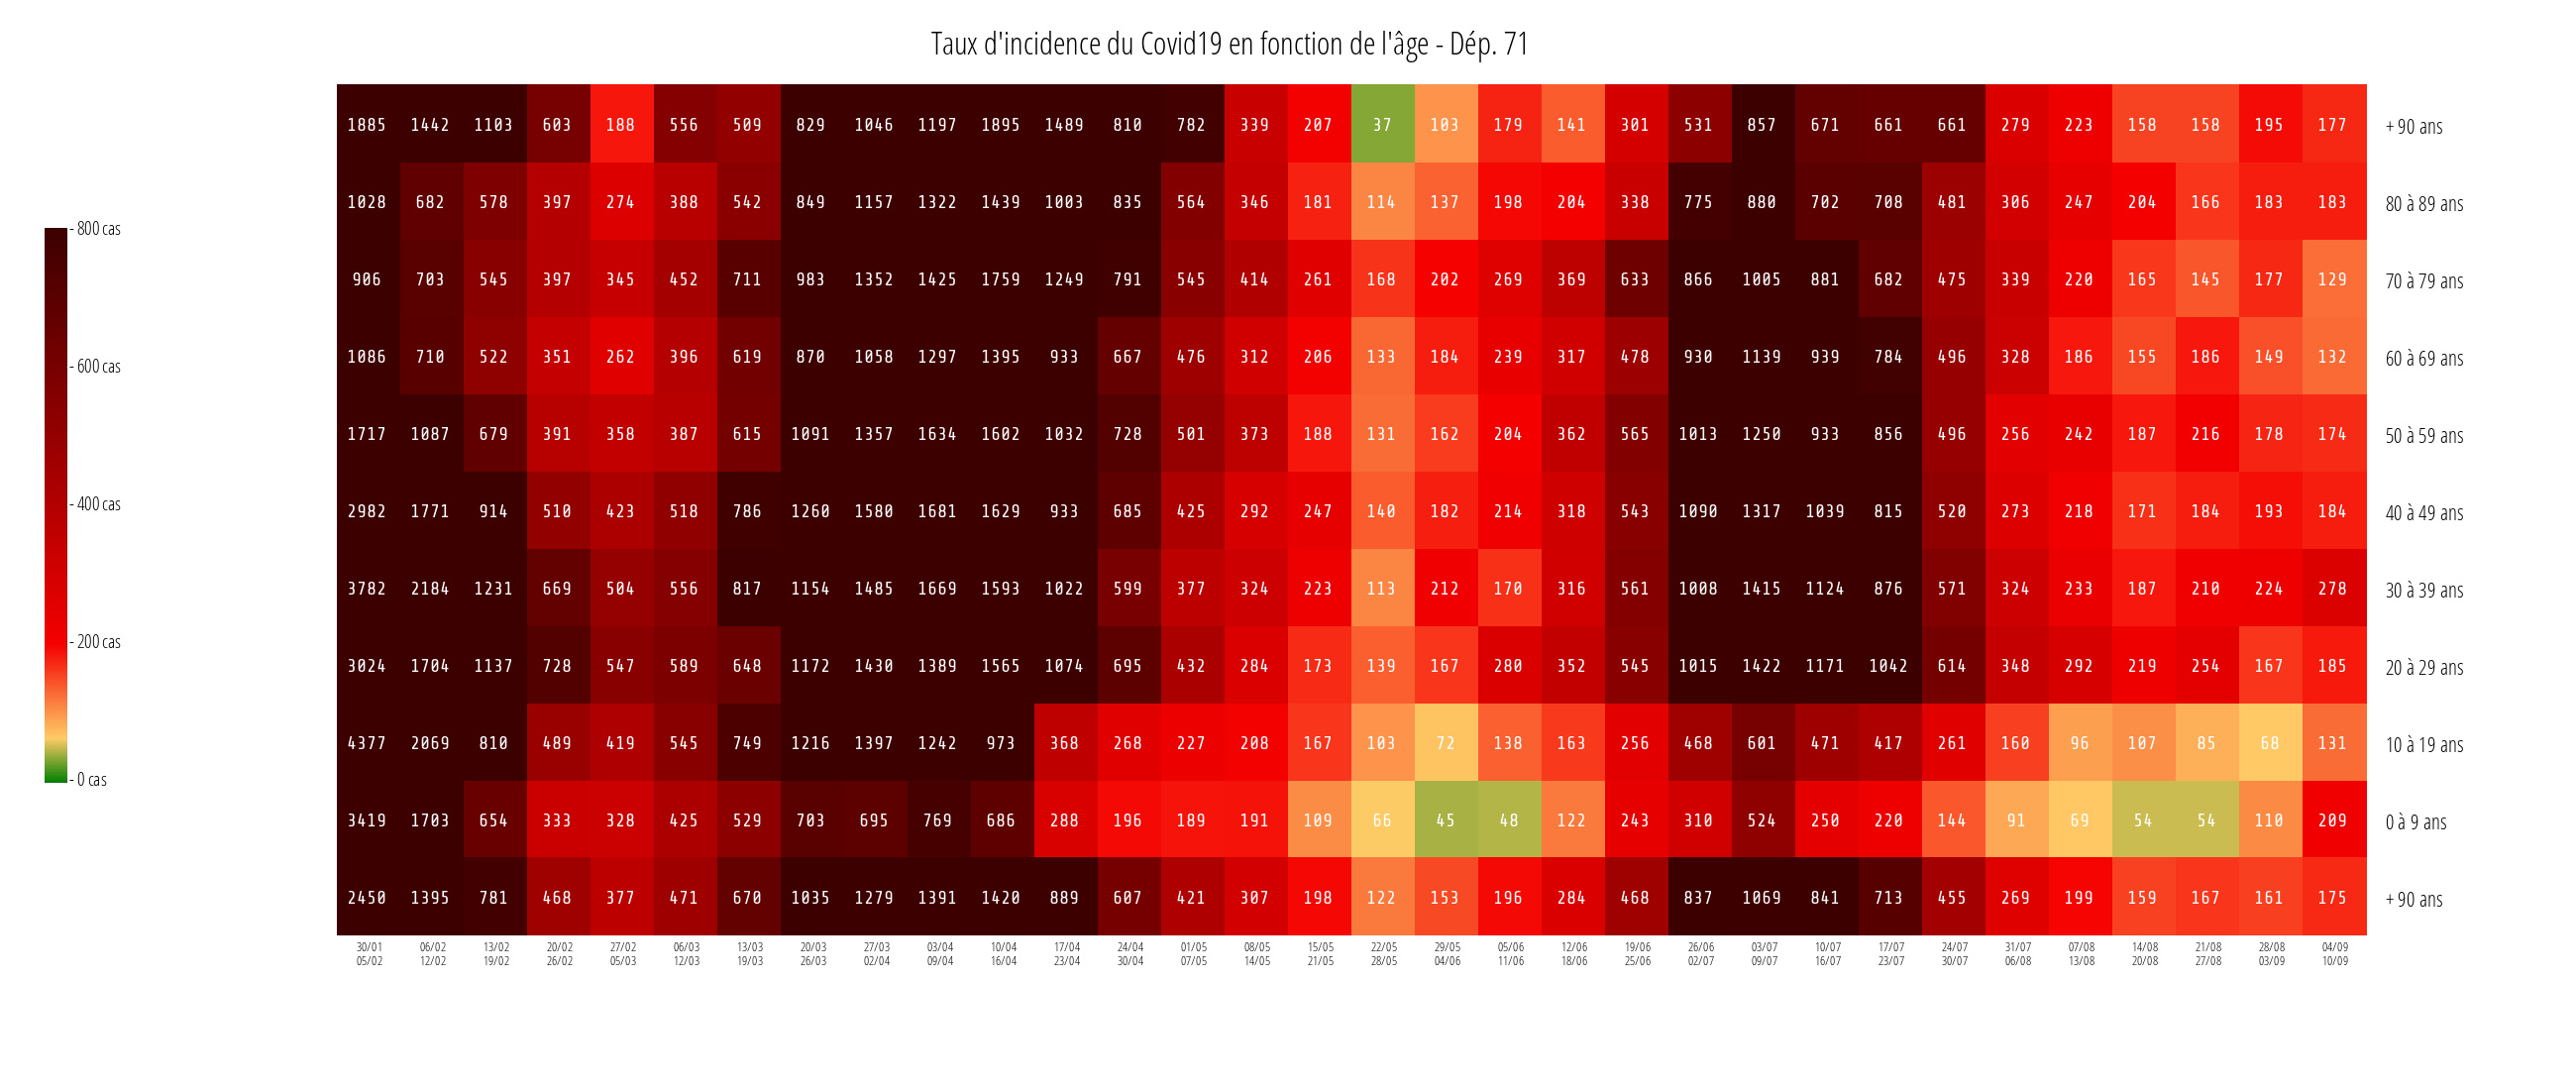 Taux d'incidence du Covid19 en fonction de l'âge - Dép. 71
- 800 cas
- 600 cas
- 400 cas
- 200 cas
- 0 cas
1885 1442 1103 603 188 556 509 829 1046 1197 1895 1489 810 782 339 207 37 103 179 141 301 531 857 671 661 661 279 223 158 158 195 177 + 90 ans
1028 682 578 397 274 388 542 849 1157 1322 1439 1003 835 564 346 181 114 137 198 204 338 775 880 702 708 481 306 247 204 166 183 183 80 à 89 ans
906 703 545 397 345 452 711 983 1352 1425 1759 1249 791 545 414 261 168 202 269 369 633 866 1005 881 682 475 339 220 165 145 177 129 70 à 79 ans
1086 710 522 351 262 396 619 870 1058 1297 1395 933 667 476 312 206 133 184 239 317 478 930 1139 939 784 496 328 186 155 186 149 132 60 à 69 ans
1717 1087 679 391 358 387 615 1091 1357 1634 1602 1032 728 501 373 188 131 162 204 362 565 1013 1250 933 856 496 256 242 187 216 178 174 50 à 59 ans
2982 1771 914 510 423 518 786 1260 1580 1681 1629 933 685 425 292 247 140 182 214 318 543 1090 1317 1039 815 520 273 218 171 184 193 184 40 à 49 ans
3782 2184 1231 669 504 556 817 1154 1485 1669 1593 1022 599 377 324 223 113 212 170 316 561 1008 1415 1124 876 571 324 233 187 210 224 278 30 à 39 ans
3024 1704 1137 728 547 589 648 1172 1430 1389 1565 1074 695 432 284 173 139 167 280 352 545 1015 1422 1171 1042 614 348 292 219 254 167 185 20 à 29 ans
4377 2069 810 489 419 545 749 1216 1397 1242 973 368 268 227 208 167 103 72 138 163 256 468 601 471 417 261 160 96 107 85 68 131 10 à 19 ans
3419 1703 654 333 328 425 529 703 695 769 686 288 196 189 191 109 66 45 48 122 243 310 524 250 220 144 91 69 54 54 110 209 0 à 9 ans
2450 1395 781 468 377 471 670 1035 1279 1391 1420 889 607 421 307 198 122 153 196 284 468 837 1069 841 713 455 269 199 159 167 161 175 + 90 ans
30/01 06/02 13/02 20/02 27/02 06/03 13/03 20/03 27/03 03/04 10/04 17/04 24/04 01/05 08/05 15/05 22/05 29/05 05/06 12/06 19/06 26/06 03/07 10/07 17/07 24/07 31/07 07/08 14/08 21/08 28/08 04/09
05/02 12/02 19/02 26/02 05/03 12/03 19/03 26/03 02/04 09/04 16/04 23/04 30/04 07/05 14/05 21/05 28/05 04/06 11/06 18/06 25/06 02/07 09/07 16/07 23/07 30/07 06/08 13/08 20/08 27/08 03/09 10/09